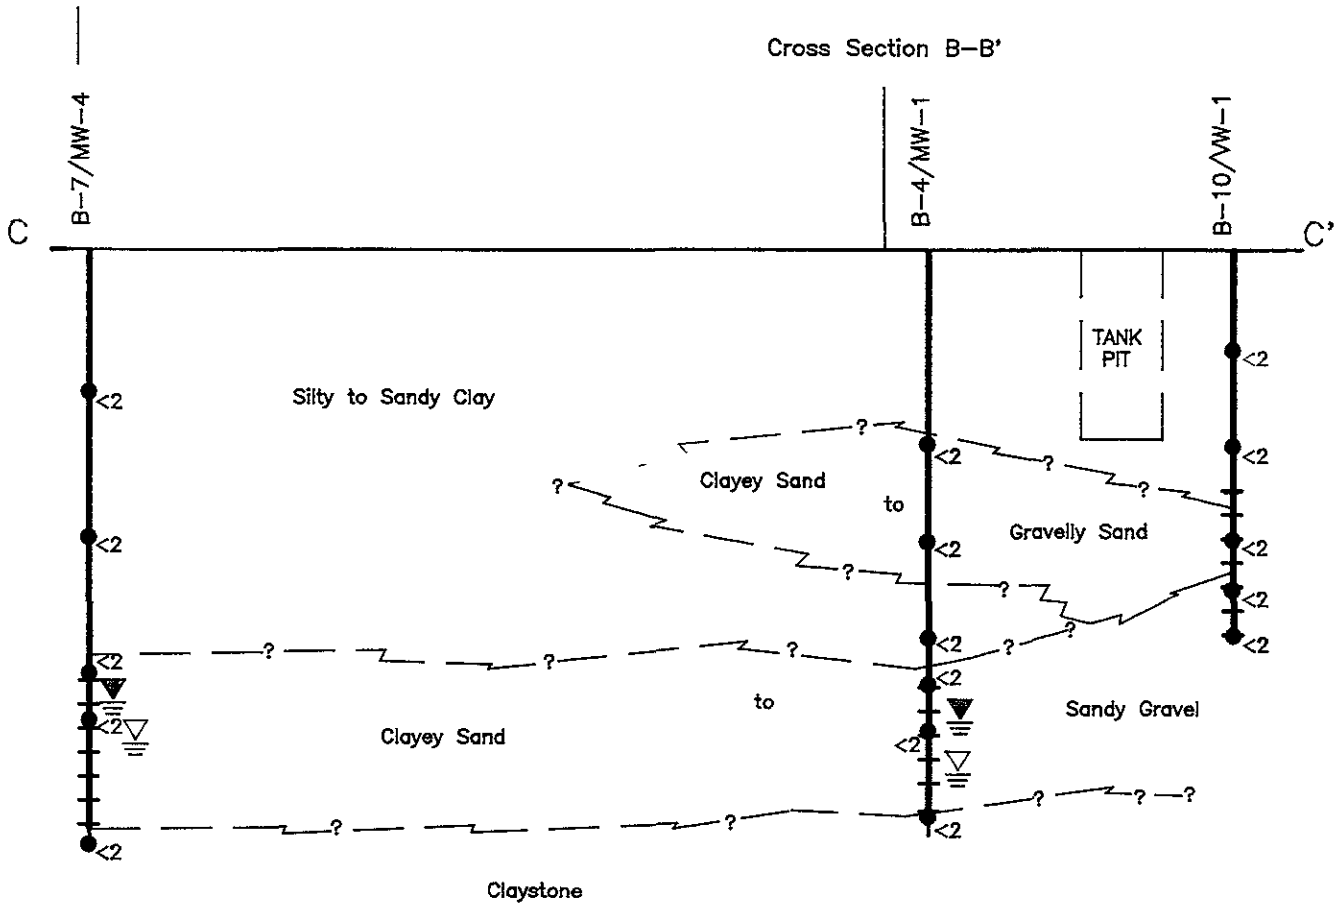 Cross Section B-B'
B-7/MW-4
B-4/MW-1
B-10/VW-1
C
C'
TANK
PIT
<2
<2
Silty to Sandy Clay
?
<2
<2
?
Clayey Sand
?
?
to
<2
<2
Gravelly Sand
<2
?
?
<2
?
<2
<2
?
?
?
?
<2
<2
to
Sandy Gravel
<2
Clayey Sand
<2
?
?
?
?
?
<2
<2
Claystone